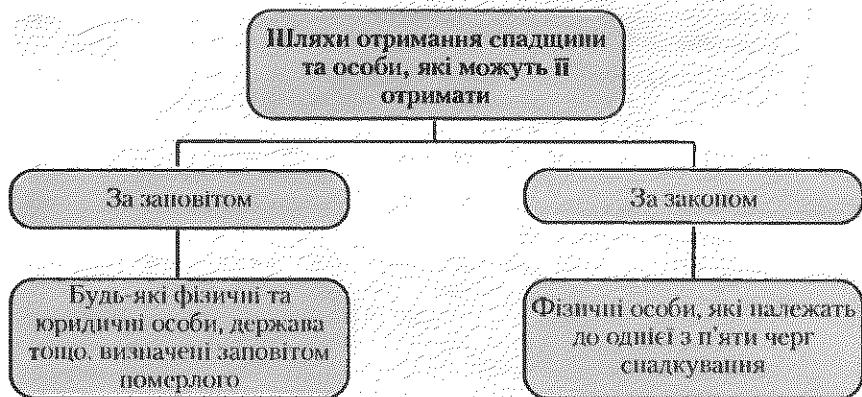 Шляхи отримання спадщини
та особи, які можуть її
отримати
За заповітом
За законом
Будь-які фізичні та
юридичні особи, держава
тощо, визначені заповітом
померлого
Фізичні особи, які належать
до однієї з п'яти черг
спадкування